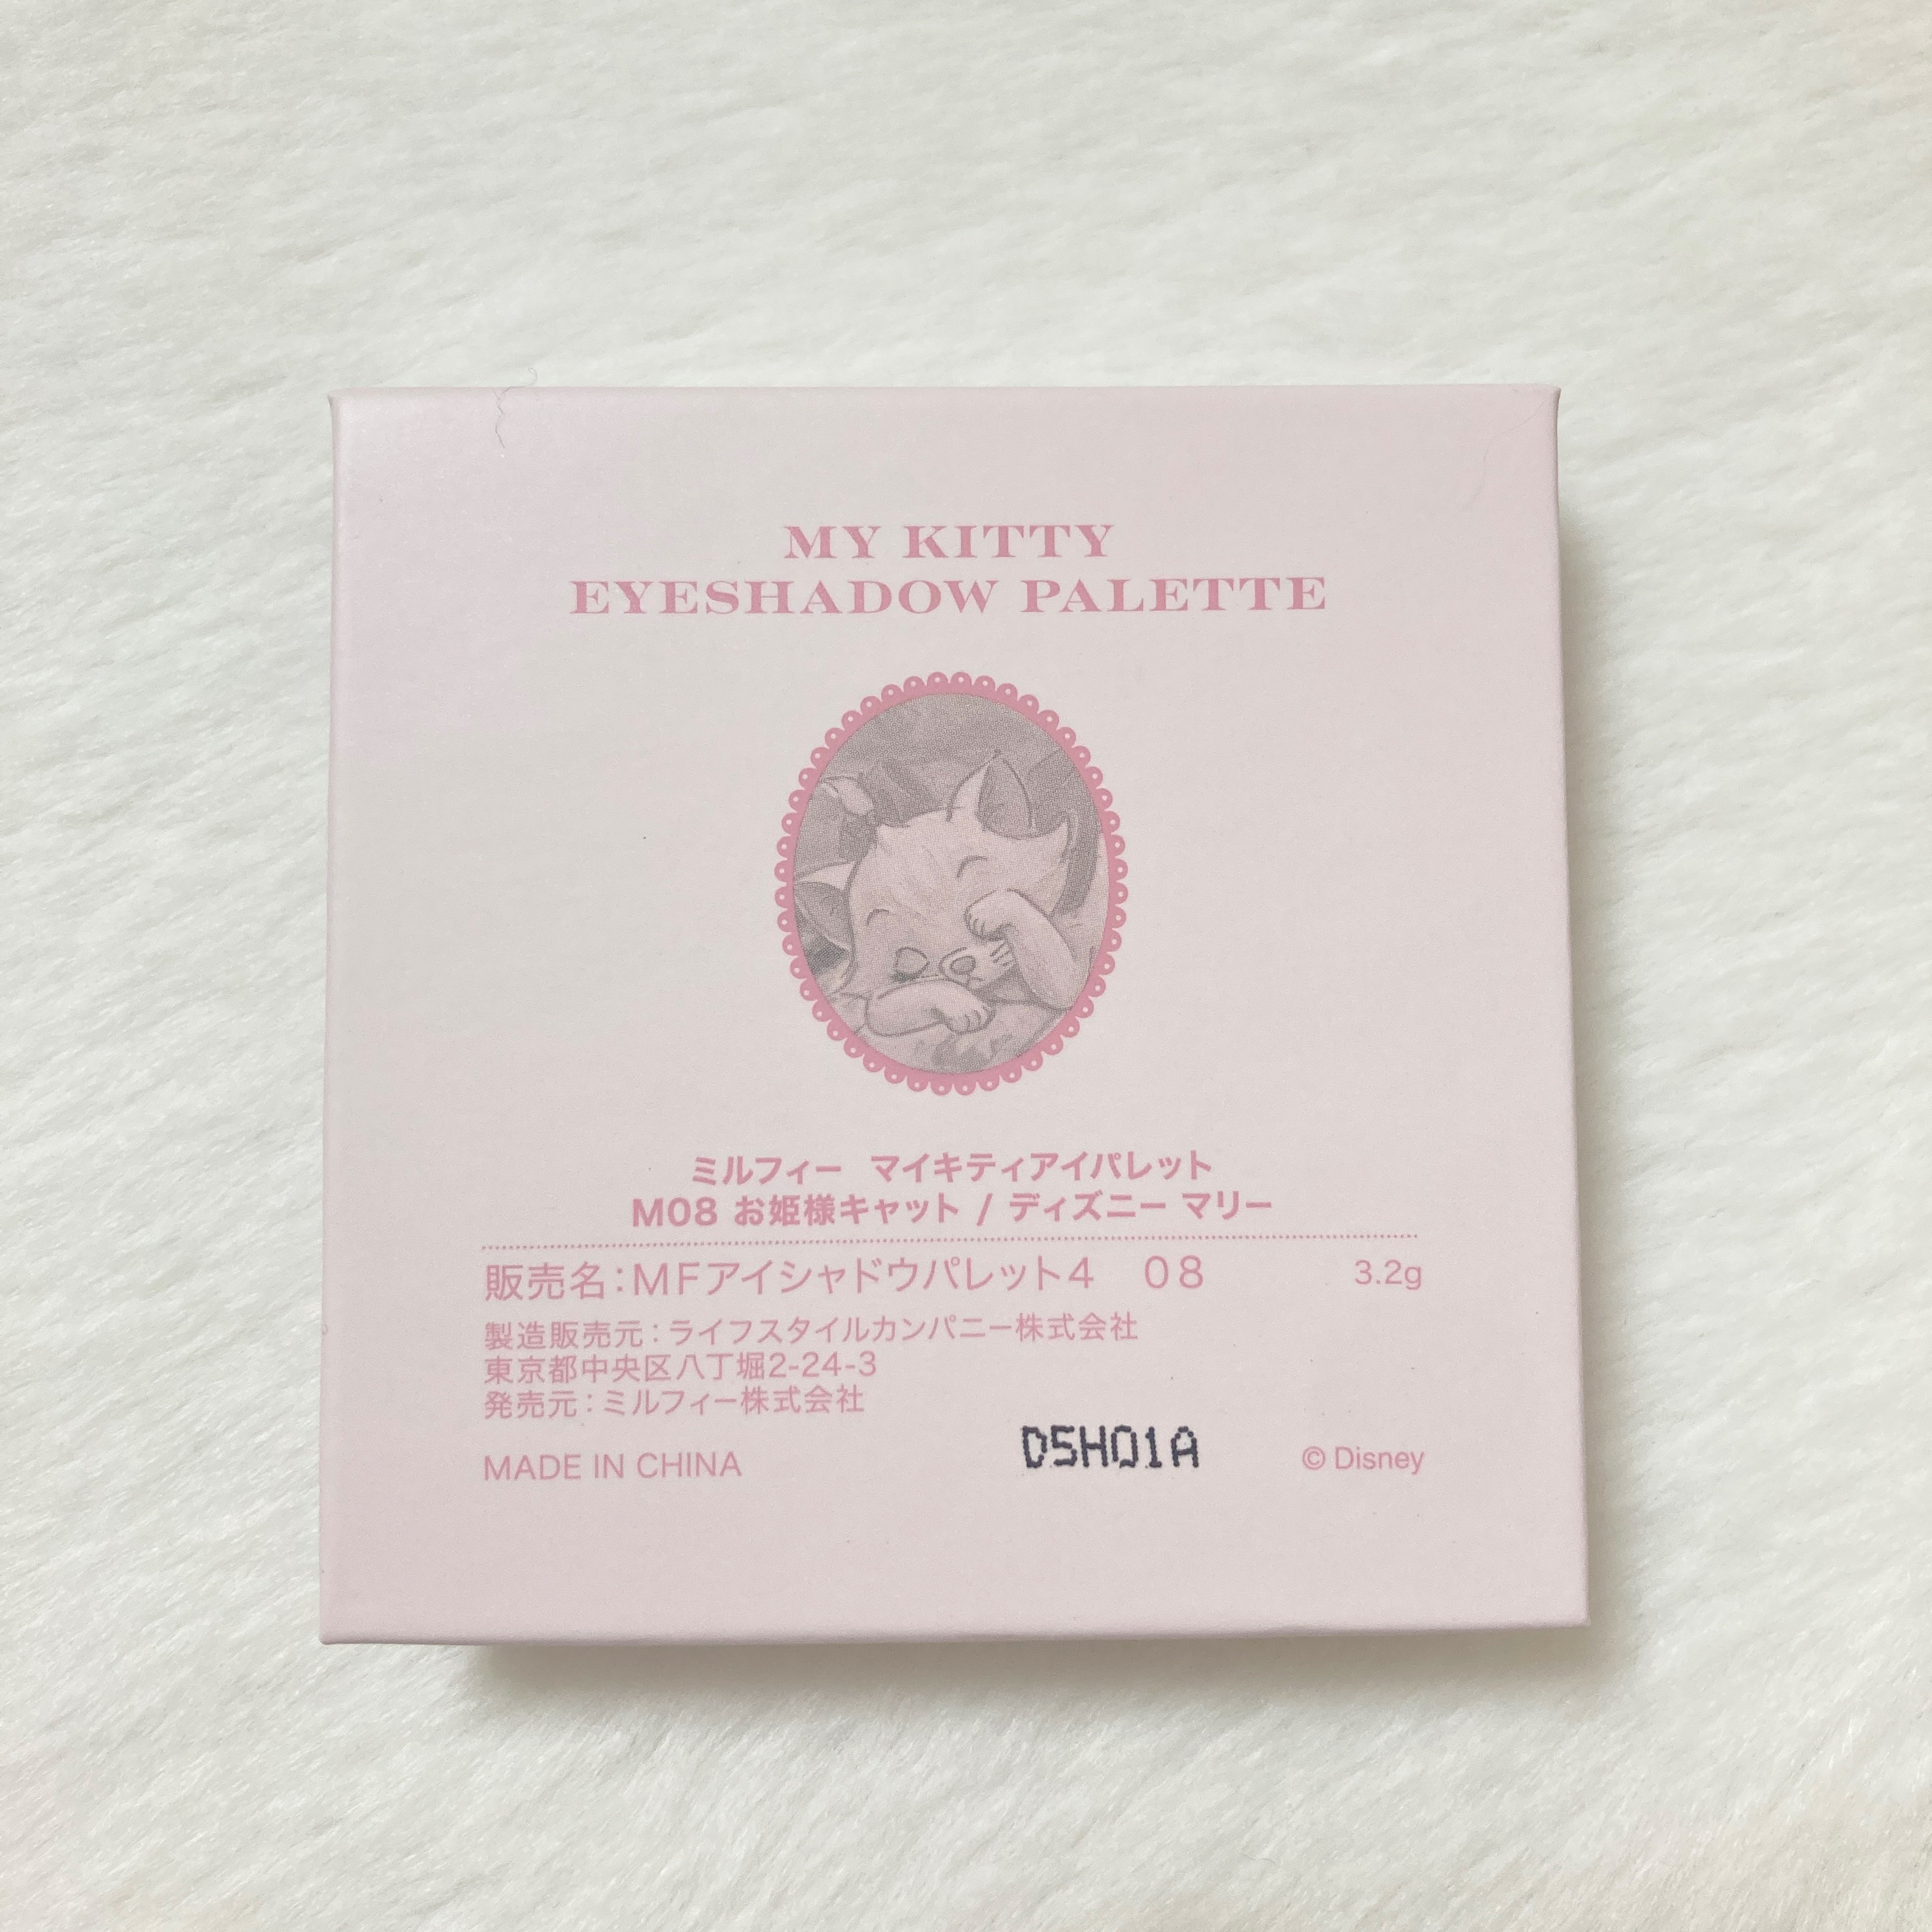 MY KITTY
EYESHADOW PALETTE
ミルフィー マイキティアイパレット
M08 お姫様キャット / ディズニー マリー
販売名：ＭＦアイシャドウパレット４　０８ 3.2g
製造販売元：ライフスタイルカンパニー株式会社
東京都中央区八丁堀2-24-3
発売元：ミルフィー株式会社
MADE IN CHINA D5H01A © Disney